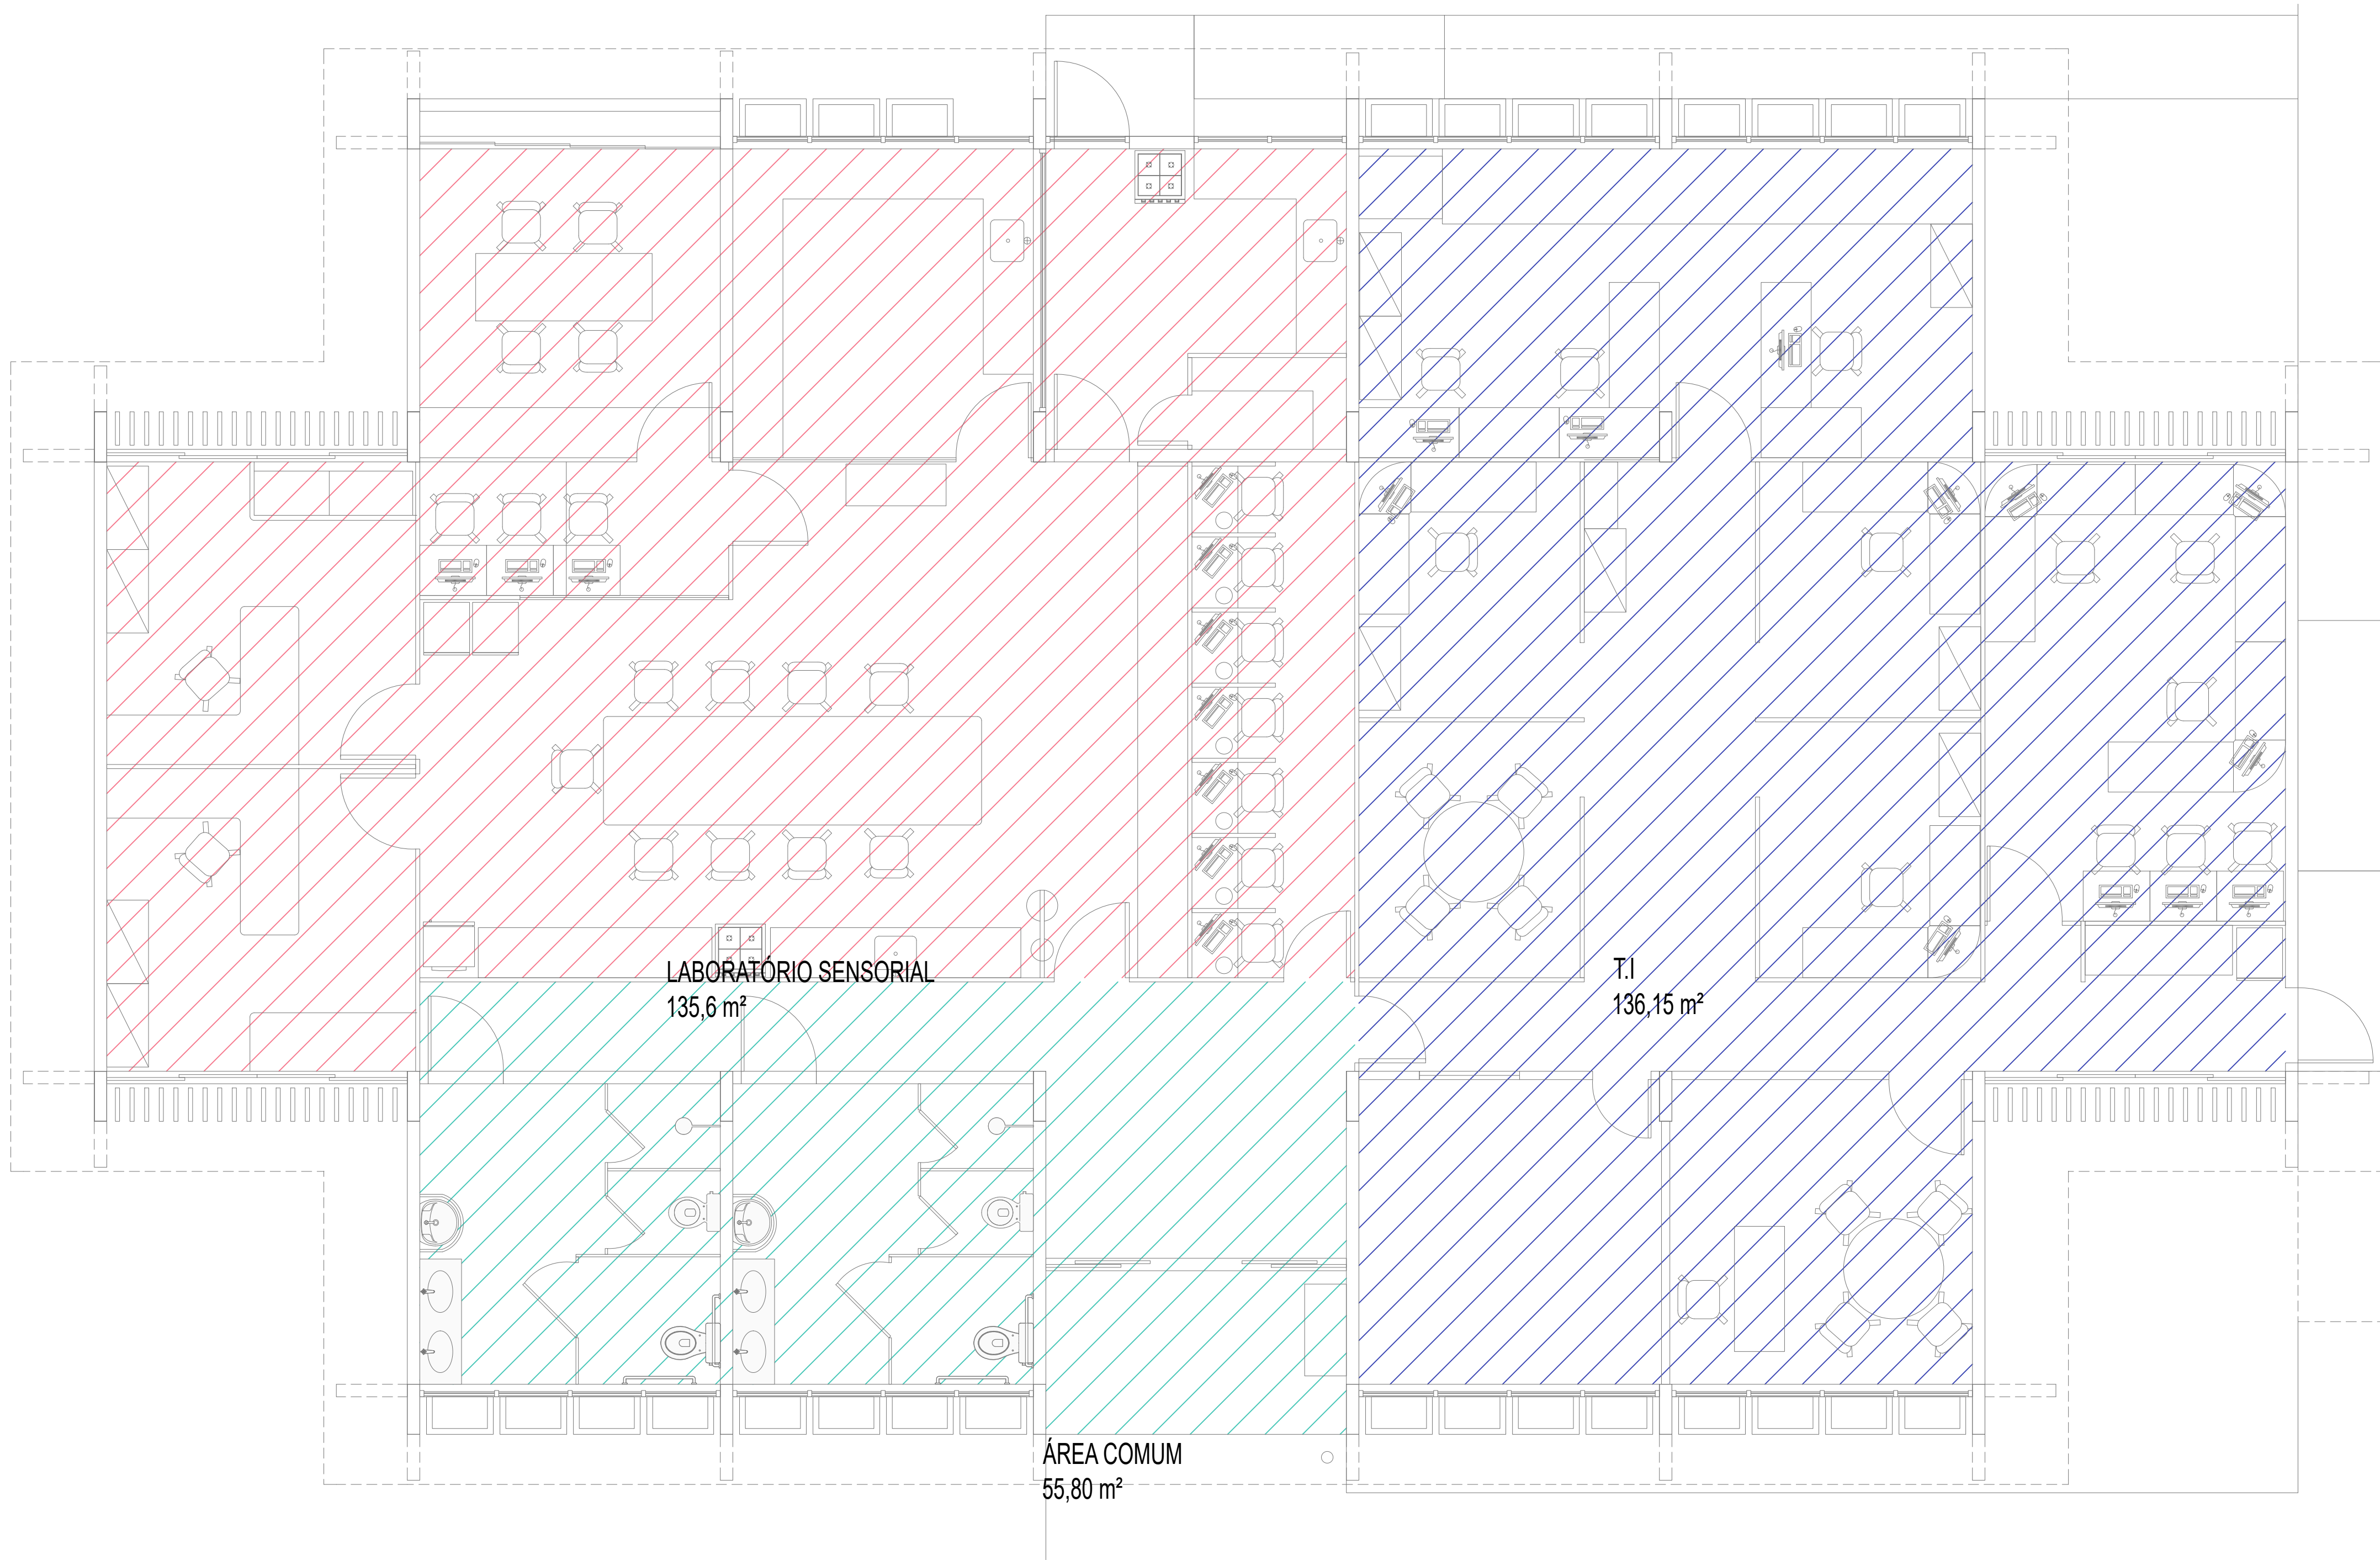 LABORATÓRIO SENSORIAL
135,6 m²
T.I
136,15 m²
ÁREA COMUM
55,80 m²